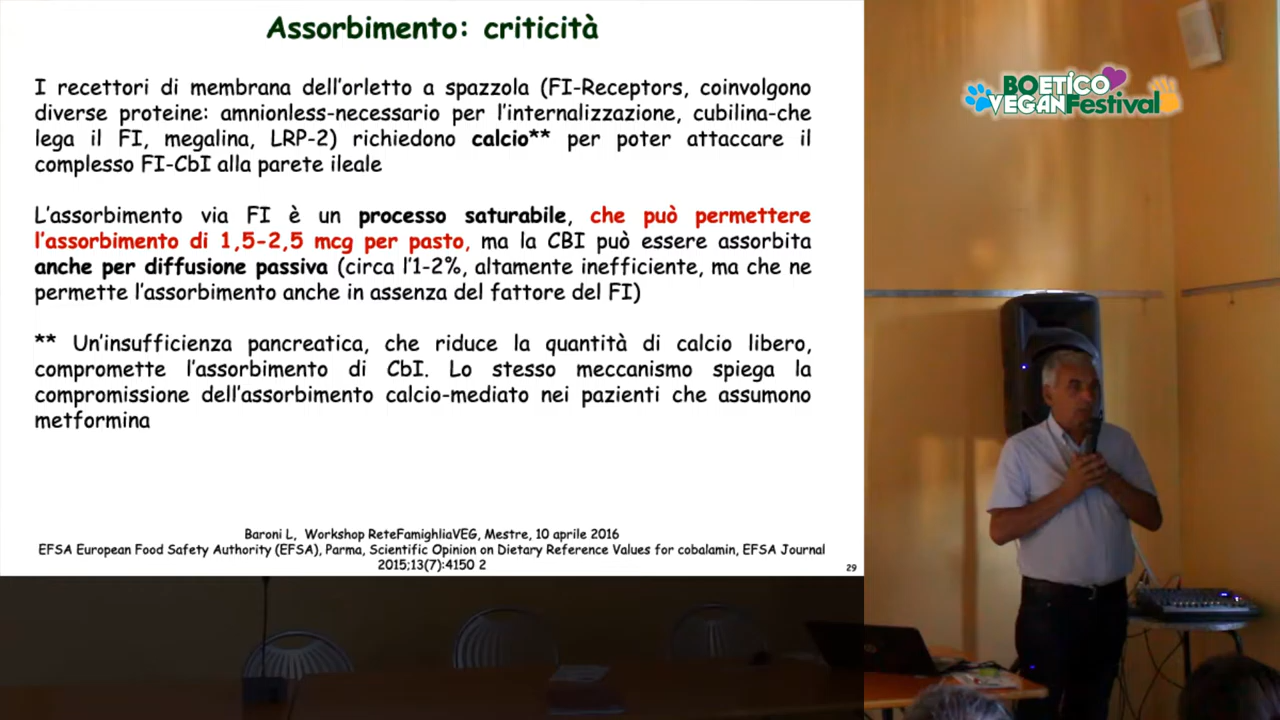 Assorbimento: criticità
I recettori di membrana dell'orletto a spazzola (FI-Receptors, coinvolgono
diverse proteine: amnionless-necessario per l'internalizzazione, cubilina-che
lega il FI, megalina, LRP-2) richiedono calcio** per poter attaccare il
complesso FI-CbI alla parete ileale
L'assorbimento via FI è un processo saturabile, che può permettere
l'assorbimento di 1,5-2,5 mcg per pasto, ma la CBI può essere assorbita
anche per diffusione passiva (circa l'1-2%, altamente inefficiente, ma che ne
permette l'assorbimento anche in assenza del fattore del FI)
** Un'insufficienza pancreatica, che riduce la quantità di calcio libero,
compromette l'assorbimento di CbI. Lo stesso meccanismo spiega la
compromissione dell'assorbimento calcio-mediato nei pazienti che assumono
metformina
Baroni L, Workshop ReteFamighliaVEG, Mestre, 10 aprile 2016
EFSA European Food Safety Authority (EFSA), Parma, Scientific Opinion on Dietary Reference Values for cobalamin, EFSA Journal
2015;13(7):4150 2
29
BOETICO
VEGANFestival